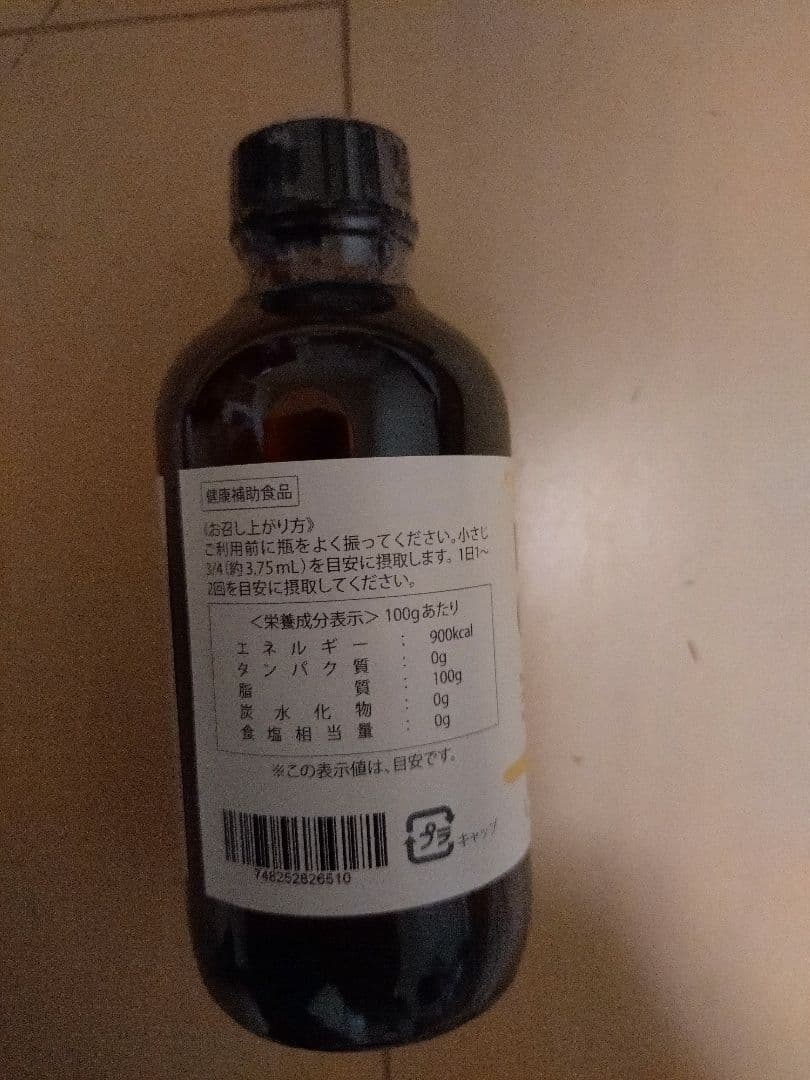 健康補助食品
《お召し上がり方》
ご利用前に瓶をよく振ってください。小さじ
3/4(約3.75mL)を目安に摂取します。1日1～
2回を目安に摂取してください。
＜栄養成分表示＞100gあたり
エネルギー : 900kcal
タンパク質 : 0g
脂質 : 100g
炭水化物 : 0g
食塩相当量 : 0g
※この表示値は、目安です。
748252826510
プラ キャップ